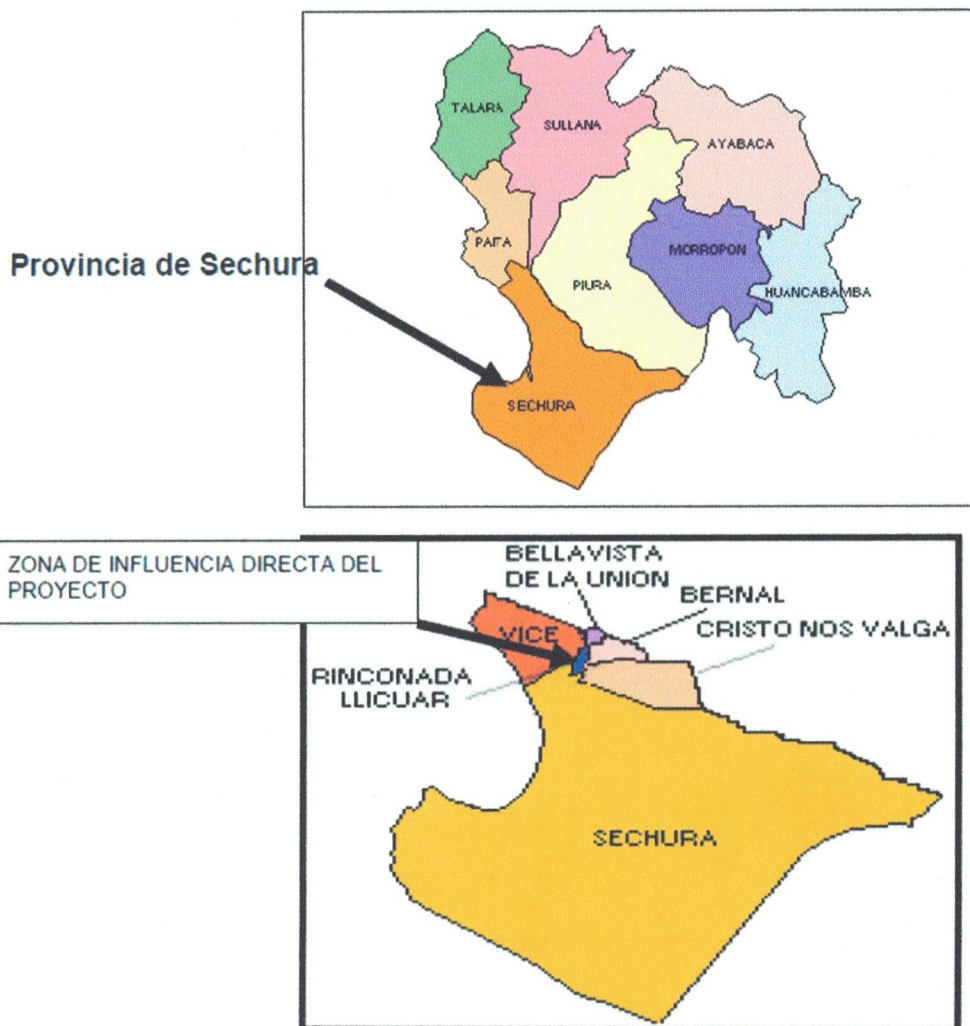 TALARA
SULLANA
AYABACA
PAITA
MORROPON
Provincia de Sechura
PIURA
HUANCABAMBA
SECHURA
ZONA DE INFLUENCIA DIRECTA DEL
PROYECTO
BELLAVISTA
DE LA UNION
BERNAL
VICE
CRISTO NOS VALGA
RINCONADA
LLICUAR
SECHURA